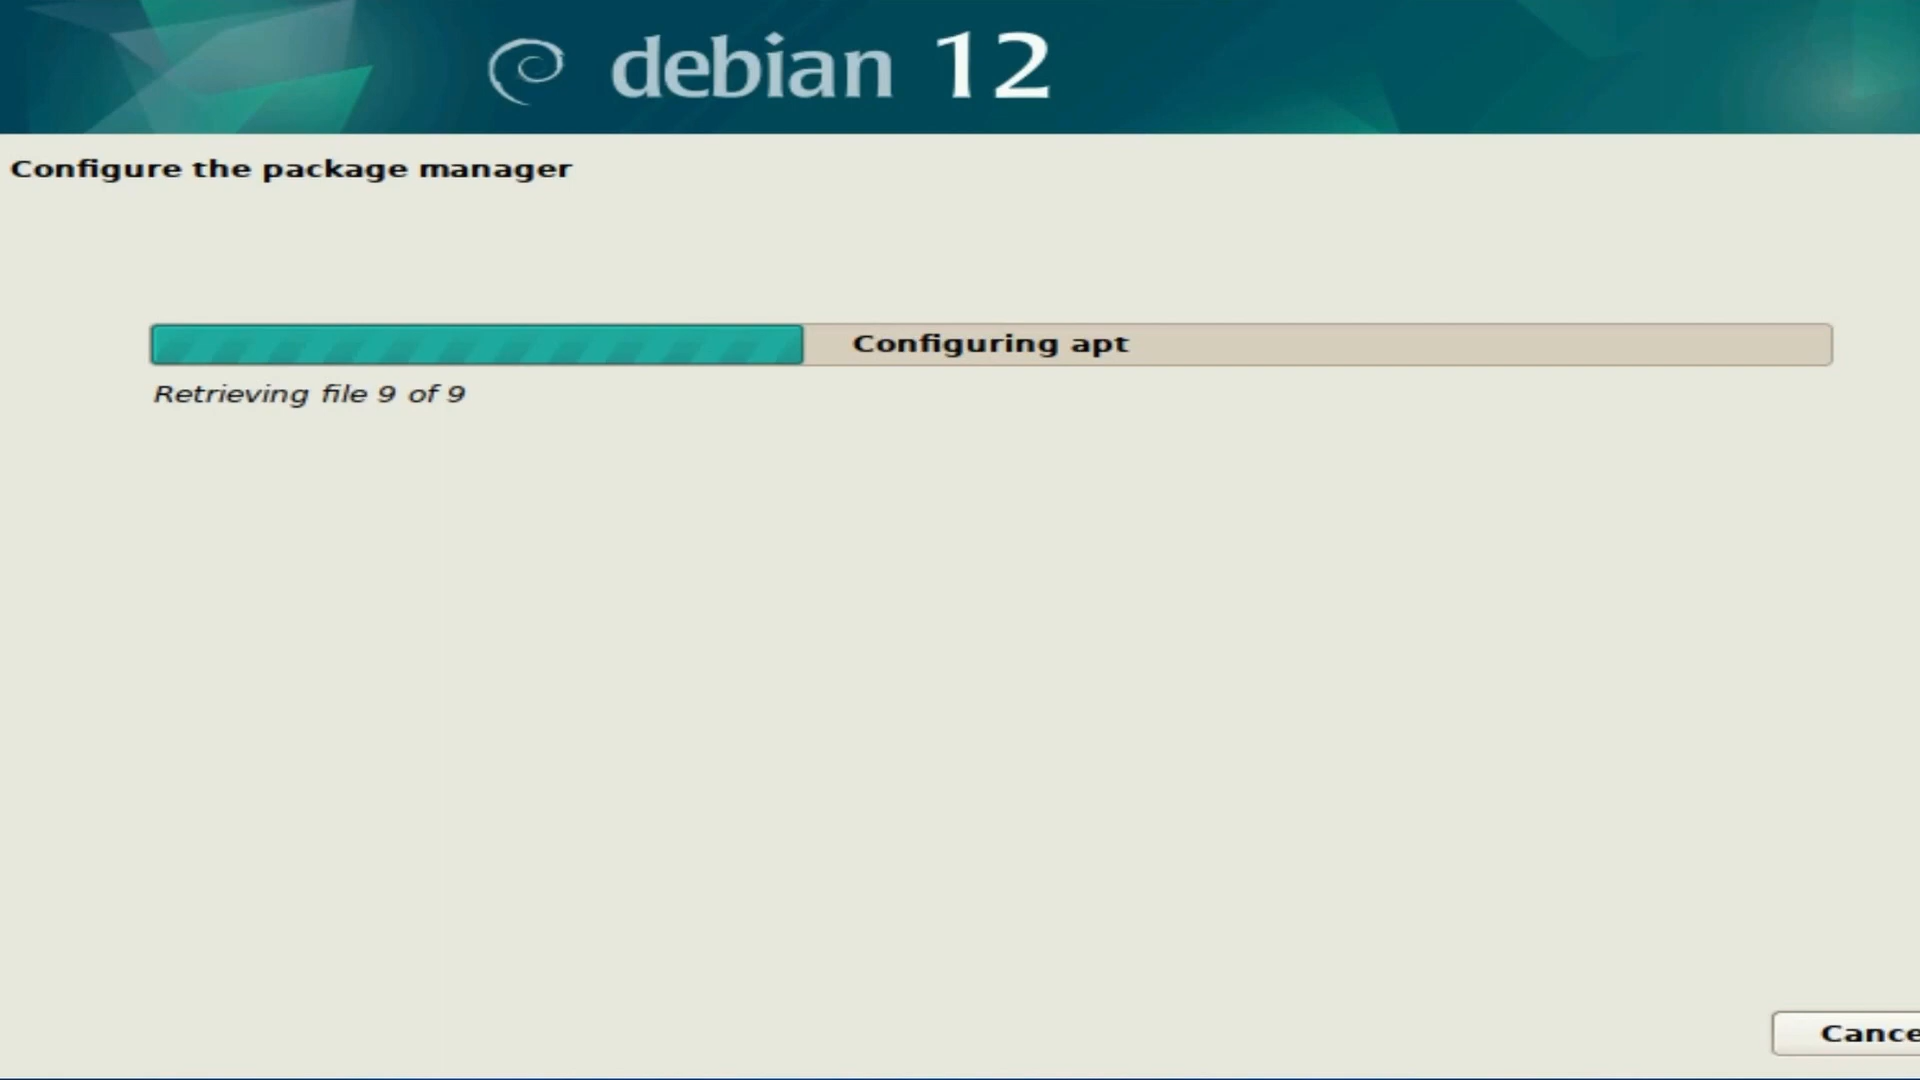 debian 12
Configure the package manager
Configuring apt
Retrieving file 9 of 9
Cance